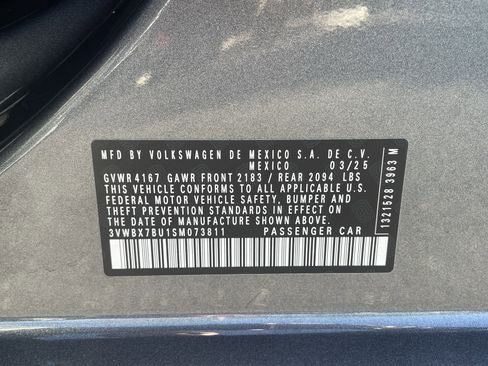 MFD BY VOLKSWAGEN DE MEXICO S.A. DE C.V.
MEXICO 03/25
GVWR 4167 GAWR FRONT 2183 / REAR 2094 LBS
THIS VEHICLE CONFORMS TO ALL APPLICABLE U.S.
FEDERAL MOTOR VEHICLE SAFETY, BUMPER AND
THEFT PREVENTION STANDARDS IN EFFECT ON
THE DATE OF MANUFACTURE SHOWN ABOVE
3VWBX7BU1SM073811 PASSENGER CAR
1321528 3963 M